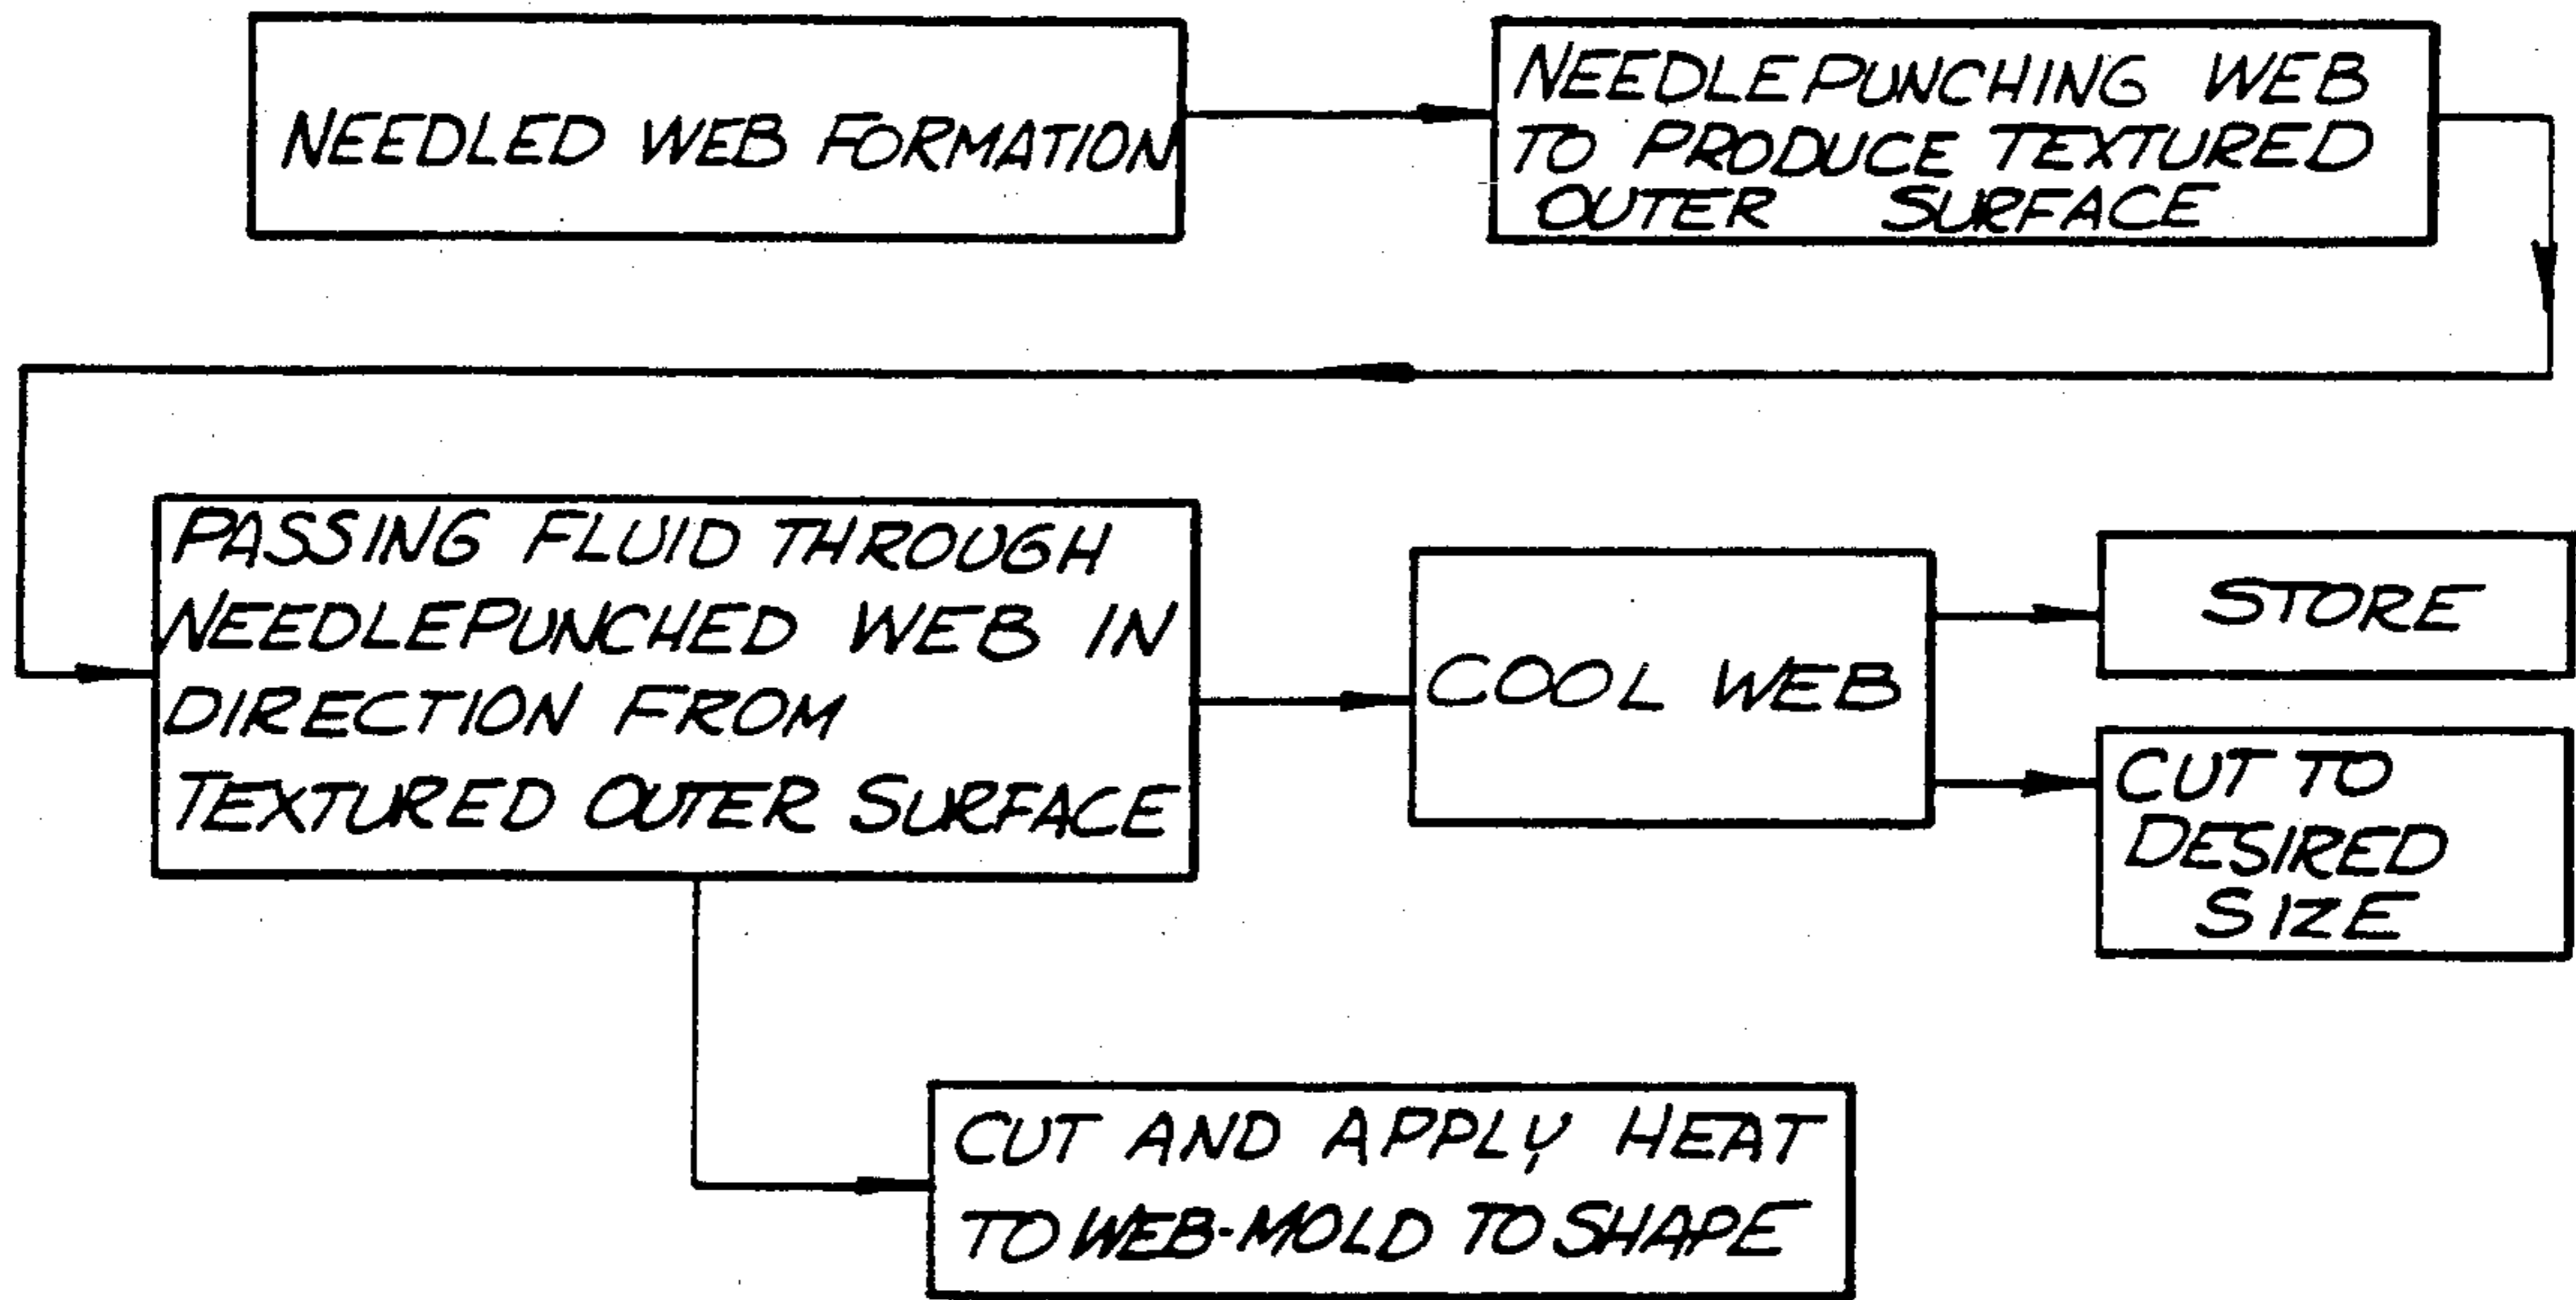 NEEDLED WEB FORMATION
NEEDLEPUNCHING WEB
TO PRODUCE TEXTURED
OUTER SURFACE
PASSING FLUID THROUGH
NEEDLEPUNCHED WEB IN
DIRECTION FROM
TEXTURED OUTER SURFACE
COOL WEB
STORE
CUT TO
DESIRED
SIZE
CUT AND APPLY HEAT
TO WEB-MOLD TO SHAPE